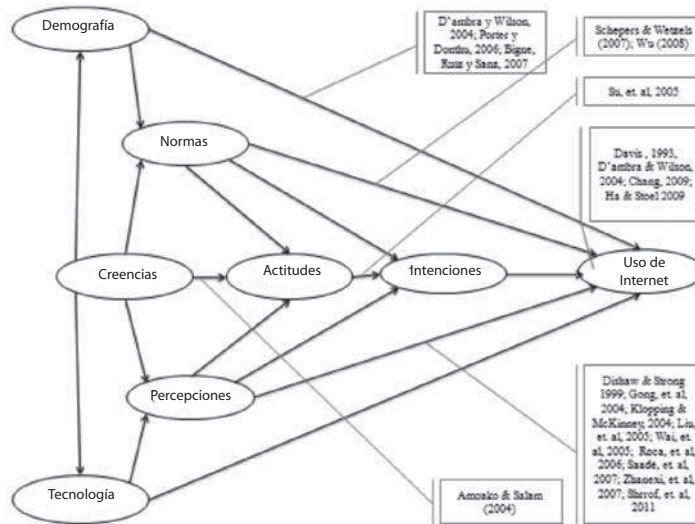 Demografía
D'ambra y Wilson,
2004; Porter y
Donthu, 2006; Bigne,
Ruiz y Sanz, 2007
Schepers & Wetzels
(2007); Wu (2008)
Su, et. al, 2005
Normas
Davis , 1993,
D'ambra & Wilson,
2004; Chang, 2009;
Ha & Stoel 2009
Creencias
Actitudes
Intenciones
Uso de
Internet
Percepciones
Dishaw & Strong
1999; Gong, et. al,
2004; Klopping &
McKinney, 2004; Liu,
et. al, 2005; Wai, et
al, 2005; Roca, et. al,
2006; Saade, et. al,
2007; Zhanexi, et. al,
2007; Shrrof, et. al,
2011
Tecnología
Amoako & Salam
(2004)